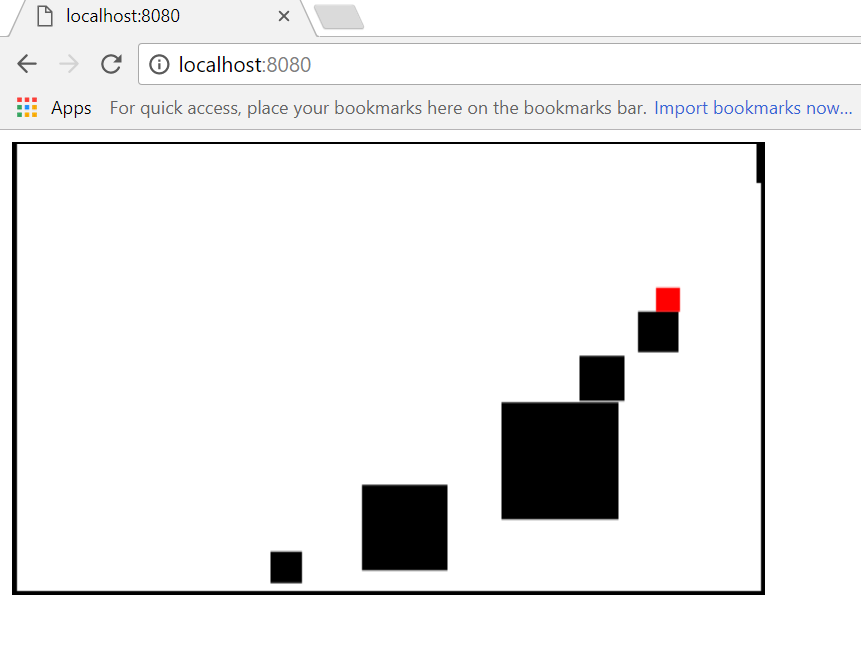 localhost:8080
localhost:8080
Apps For quick access, place your bookmarks here on the bookmarks bar. Import bookmarks now...